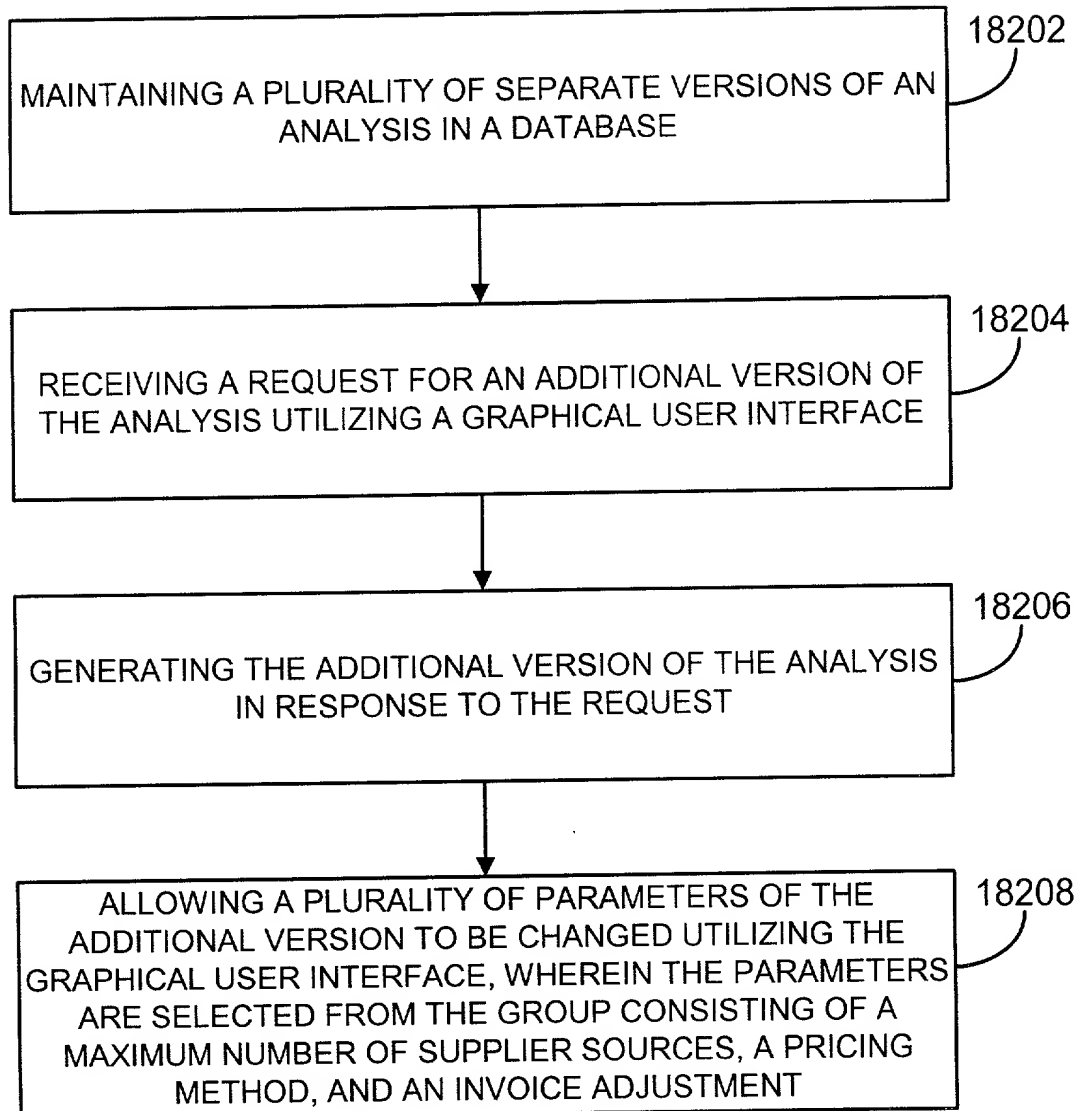 18202
MAINTAINING A PLURALITY OF SEPARATE VERSIONS OF AN
ANALYSIS IN A DATABASE
18204
RECEIVING A REQUEST FOR AN ADDITIONAL VERSION OF
THE ANALYSIS UTILIZING A GRAPHICAL USER INTERFACE
18206
GENERATING THE ADDITIONAL VERSION OF THE ANALYSIS
IN RESPONSE TO THE REQUEST
18208
ALLOWING A PLURALITY OF PARAMETERS OF THE
ADDITIONAL VERSION TO BE CHANGED UTILIZING THE
GRAPHICAL USER INTERFACE, WHEREIN THE PARAMETERS
ARE SELECTED FROM THE GROUP CONSISTING OF A
MAXIMUM NUMBER OF SUPPLIER SOURCES, A PRICING
METHOD, AND AN INVOICE ADJUSTMENT